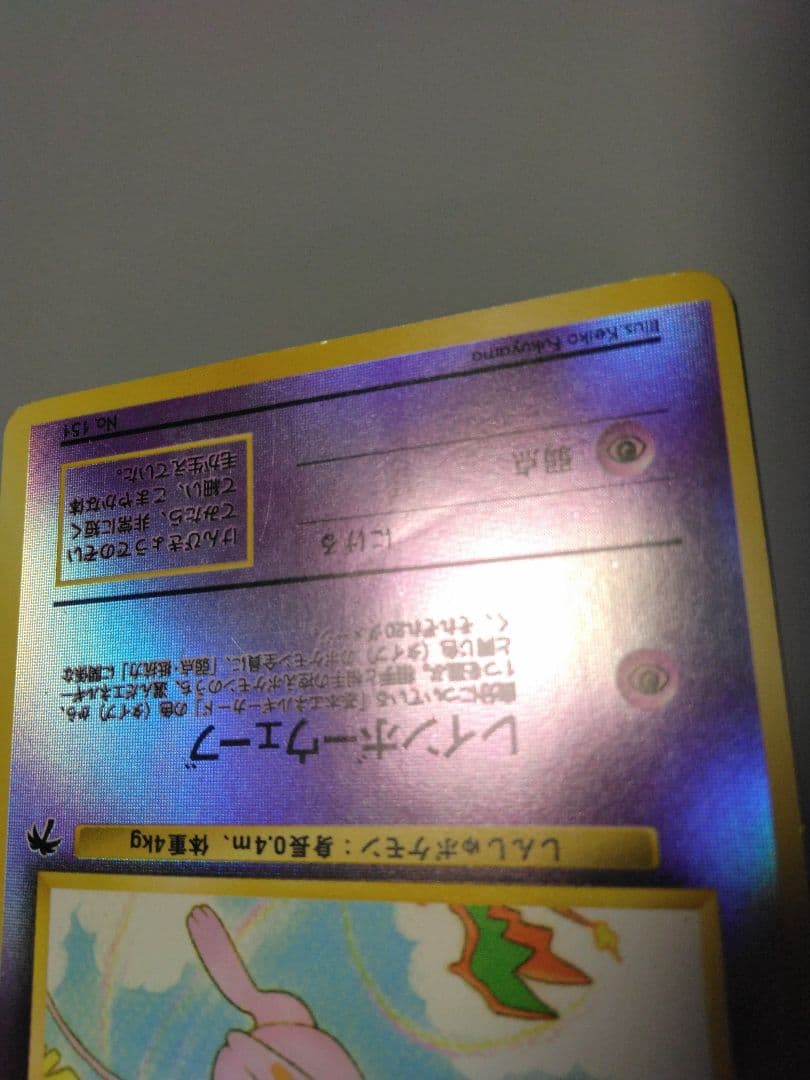 しんしゅポケモン：身長0.4m、体重4kg
レインボーウェーブ
自分についている「基本エネルギーカード」の色（タイプ）から、
1つを選ぶ。相手と相手の控えポケモンのうち、選んだエネルギー
と同じ色（タイプ）のポケモン全員に、「弱点・抵抗力」に関係な
く、それぞれ20ダメージ。
にげる
弱点
けんびきょうでのぞい
てみたら、非常に短く
て細い、こまやかな体
毛が生えていた。
Illus. Keiko Fukuyama
No. 151